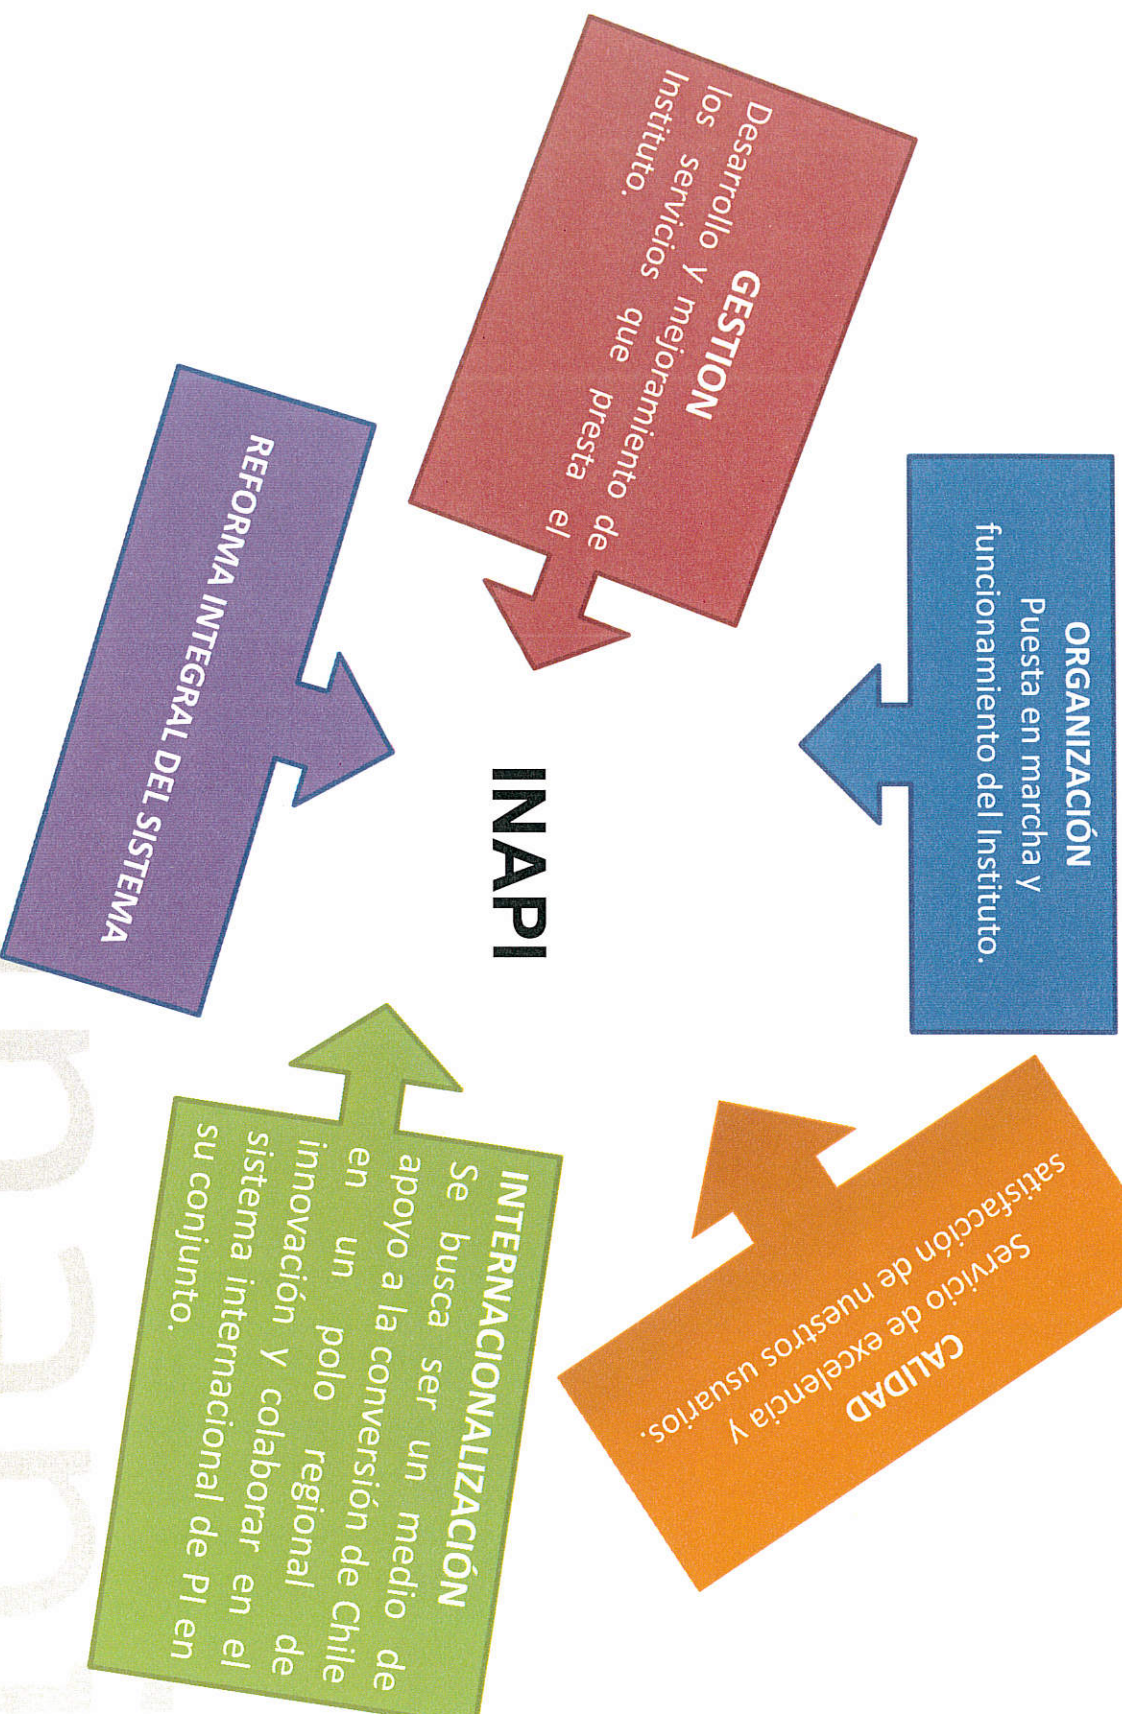 ORGANIZACIÓN
Puesta en marcha y
funcionamiento del Instituto.
GESTION
Desarrollo y mejoramiento de
los servicios que presta el
Instituto.
CALIDAD
Servicio de excelencia y
satisfacción de nuestros usuarios.
INAPI
REFORMA INTEGRAL DEL SISTEMA
INTERNACIONALIZACIÓN
Se busca ser un medio de
apoyo a la conversión de Chile
en un polo regional de
innovación y colaborar en el
sistema internacional de PI en
su conjunto.